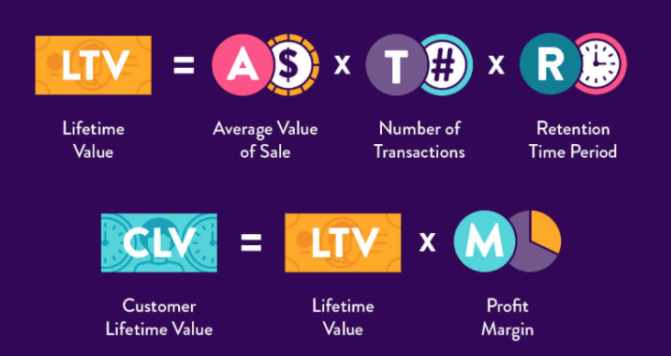 LTV = A $ x T # x R
Lifetime Average Value Number of Retention
Value of Sale Transactions Time Period
CLV = LTV x M
Customer Lifetime Profit
Lifetime Value Value Margin